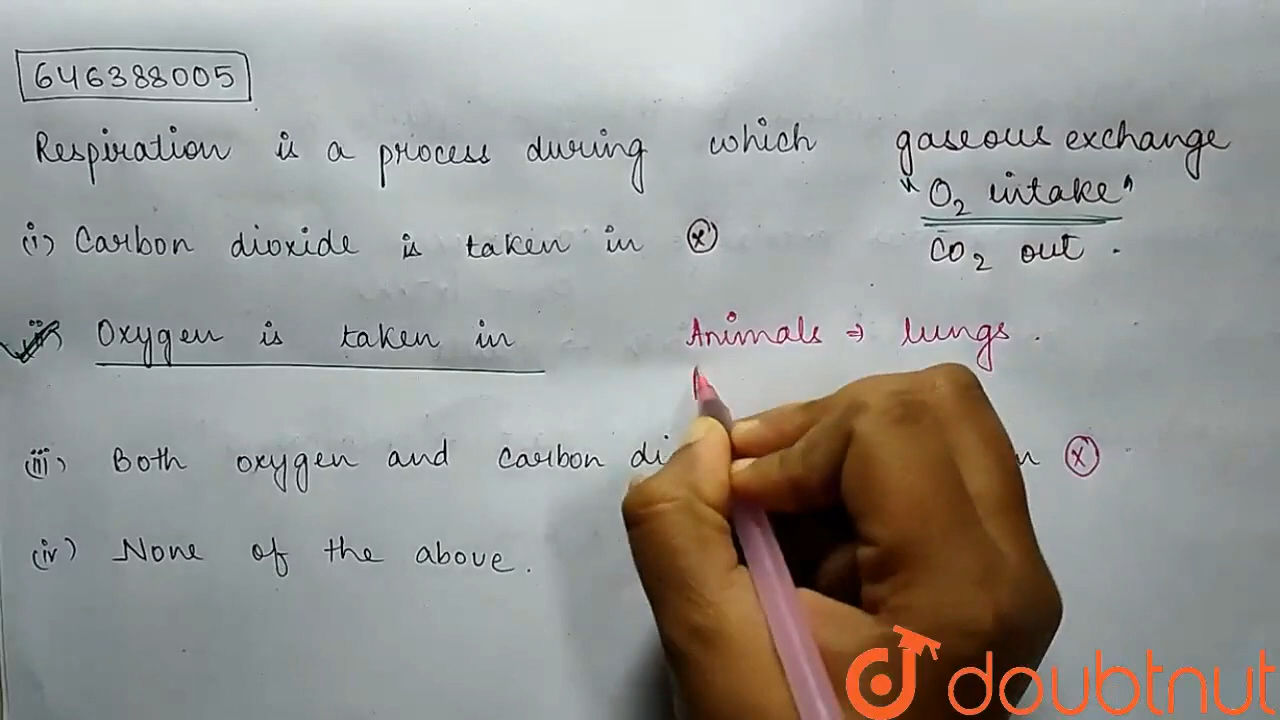 646388005
Respiration is a process during which gaseous exchange
"O₂ intake"
CO₂ out.
(i) Carbon dioxide is taken in (x)
(ii) Oxygen is taken in
Animals ⇒ lungs.
(iii) Both oxygen and carbon (x)
(iv) None of the above.
doubtnut